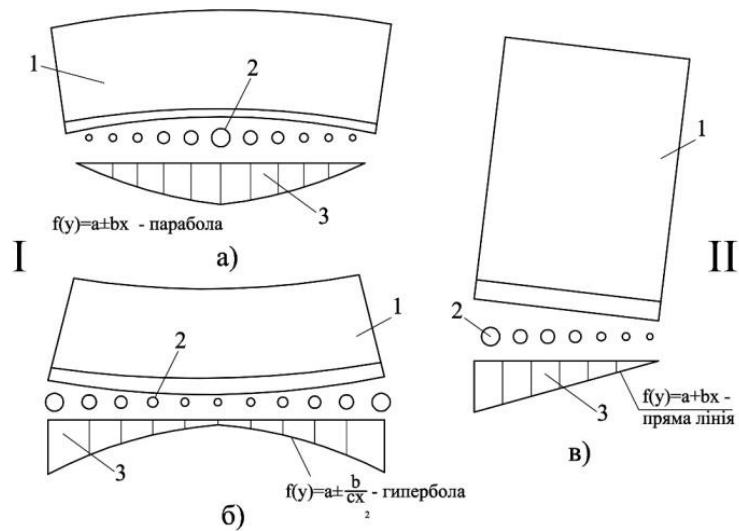 1
2
3
f(y)=a±bx - парабола
а)
I
1
2
3
f(y)=a±b/cx - гипербола
2
б)
1
II
2
3
f(y)=a+bx -
пряма лінія
в)